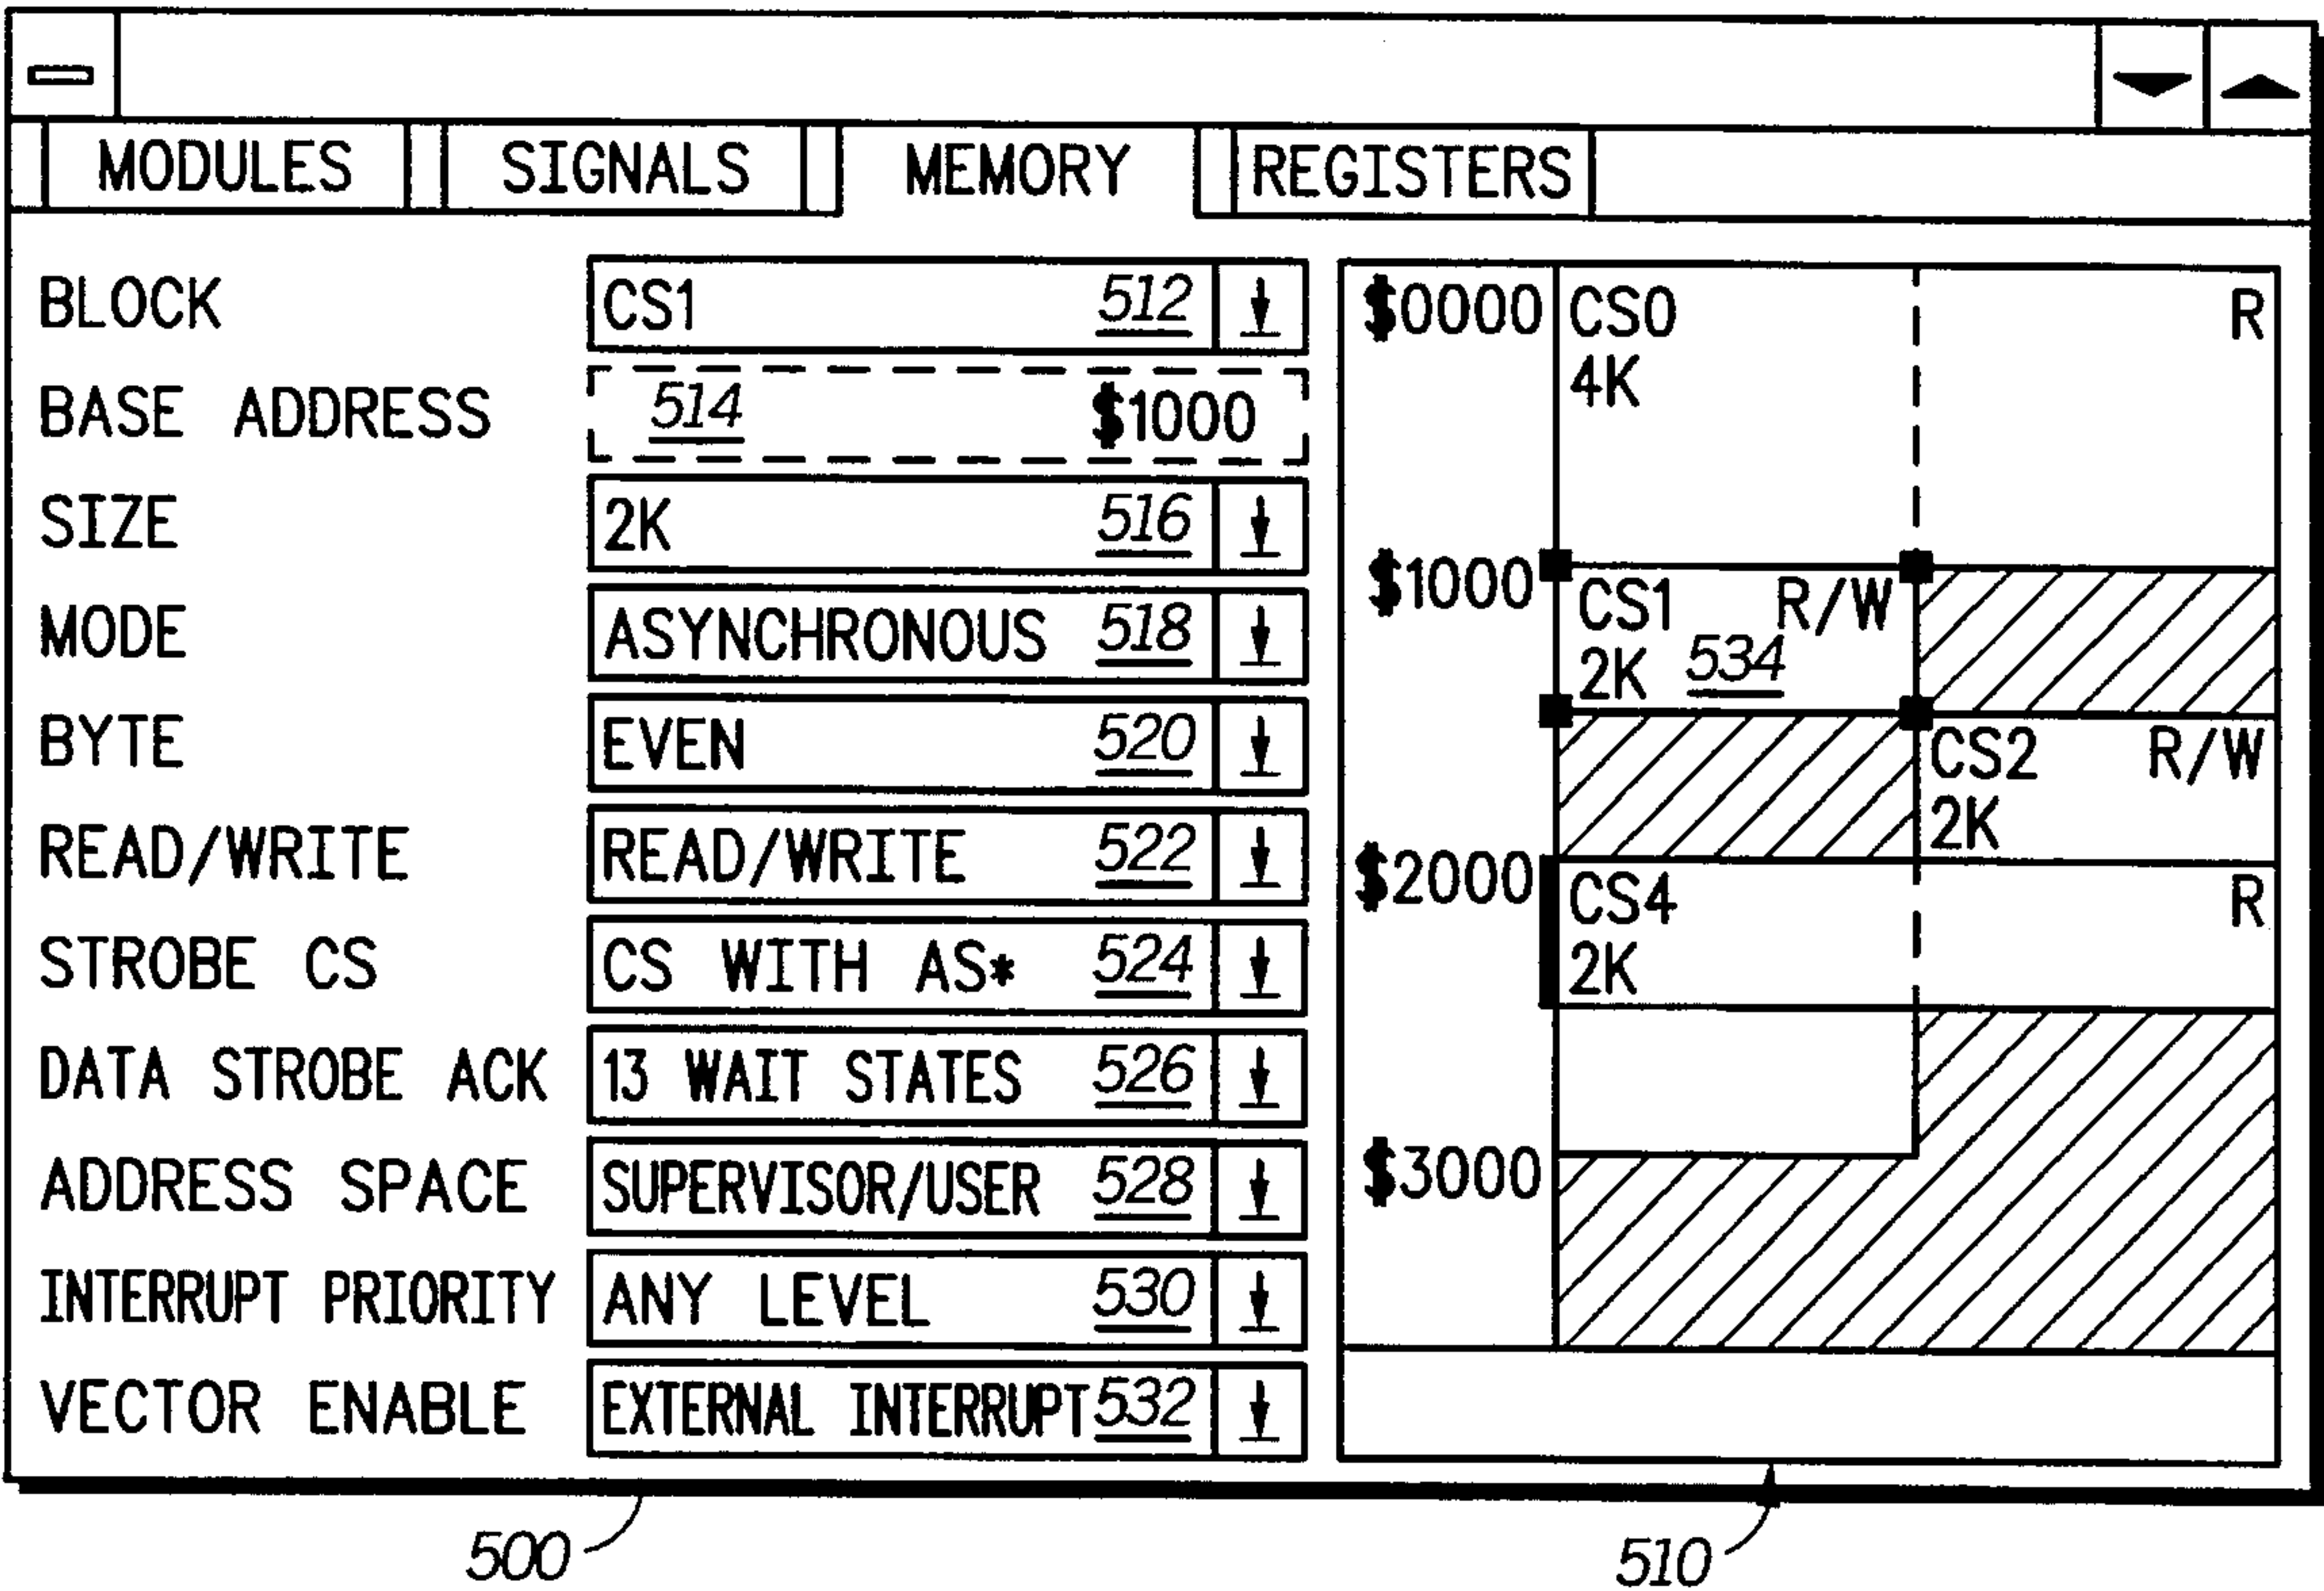 MODULES SIGNALS MEMORY REGISTERS
BLOCK CS1 512
BASE ADDRESS 514 $1000
SIZE 2K 516
MODE ASYNCHRONOUS 518
BYTE EVEN 520
READ/WRITE READ/WRITE 522
STROBE CS CS WITH AS* 524
DATA STROBE ACK 13 WAIT STATES 526
ADDRESS SPACE SUPERVISOR/USER 528
INTERRUPT PRIORITY ANY LEVEL 530
VECTOR ENABLE EXTERNAL INTERRUPT 532
$0000 CS0 R
4K
$1000 CS1 R/W
2K 534
CS2 R/W
2K
$2000 CS4 R
2K
$3000
500 510